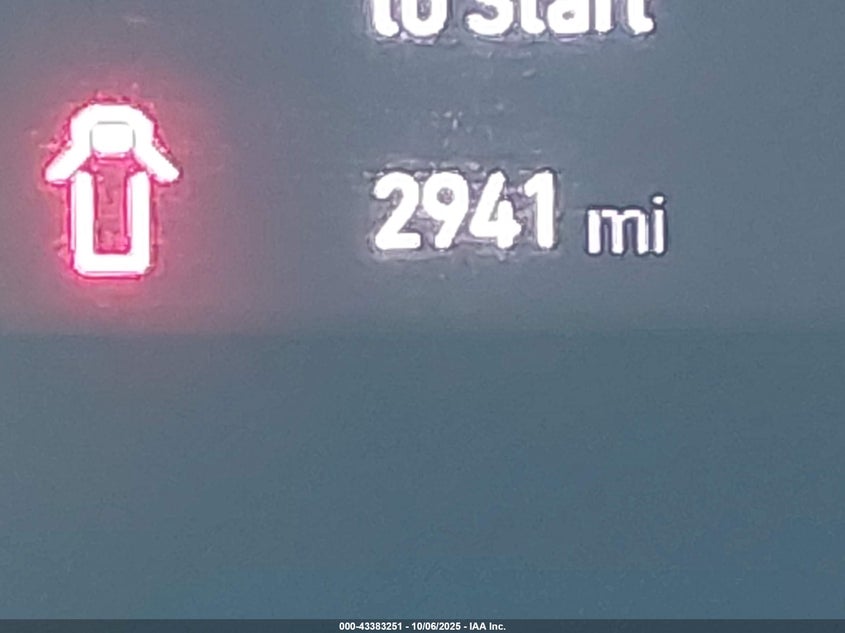 to Start
2941 mi
000-43383251 - 10/06/2025 - IAA Inc.